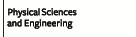 Physical Sciences
and Engineering